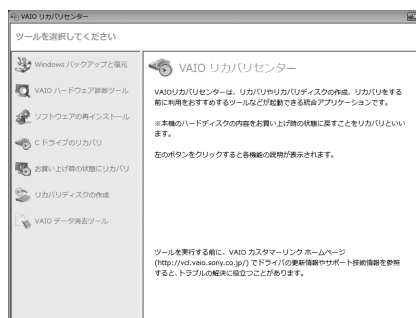 VAIO リカバリセンター
ツールを選択してください
Windows バックアップと復元
VAIO ハードウェア診断ツール
ソフトウェアの再インストール
C ドライブのリカバリ
お買い上げ時の状態にリカバリ
リカバリディスクの作成
VAIO データ消去ツール
VAIO リカバリセンター
VAIOリカバリセンターは、リカバリやリカバリディスクの作成、リカバリをする
前に利用をおすすめするツールなどが起動できる統合アプリケーションです。
※本機のハードディスクの内容をお買い上げ時の状態に戻すことをリカバリといい
ます。
左のボタンをクリックすると各機能の説明が表示されます。
ツールを実行する前に、VAIO カスタマーリンク ホームページ
(http://vcl.vaio.sony.co.jp/) でドライバの更新情報やサポート技術情報を参照
すると、トラブルの解決に役立つことがあります。